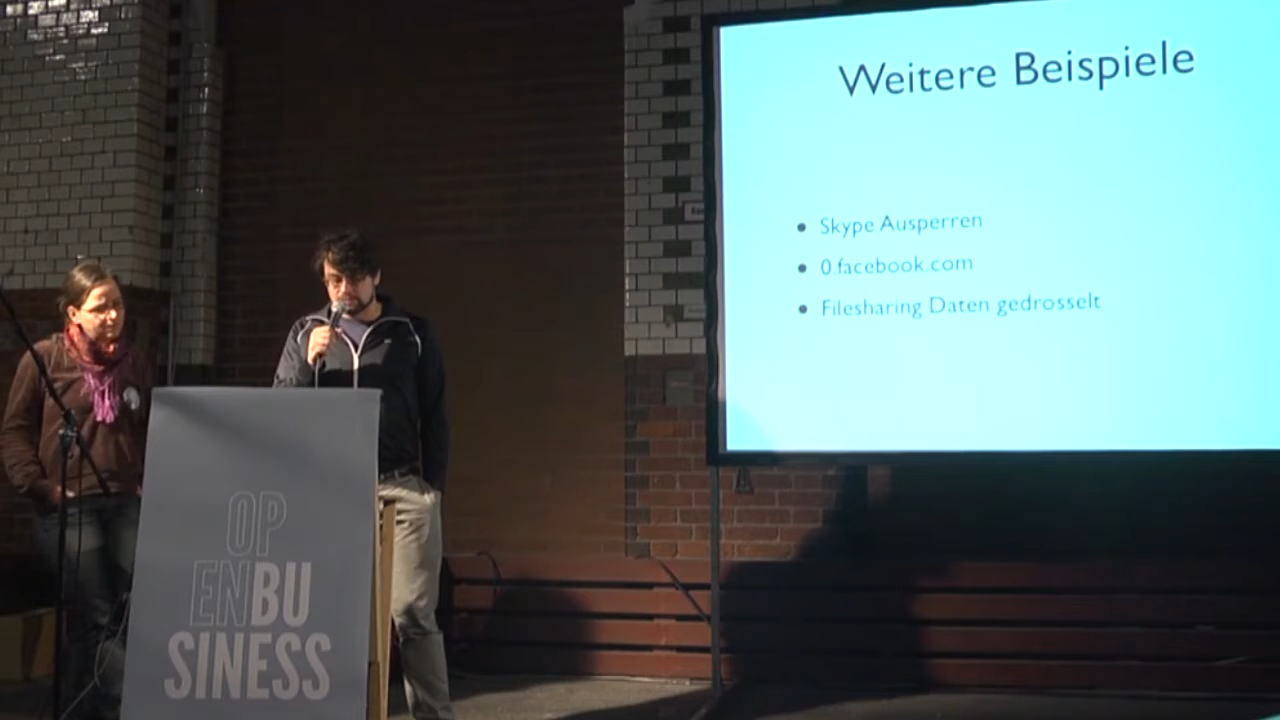 Weitere Beispiele
Skype Ausperren
0.facebook.com
Filesharing Daten gedrosselt
OP
ENBU
SINESS